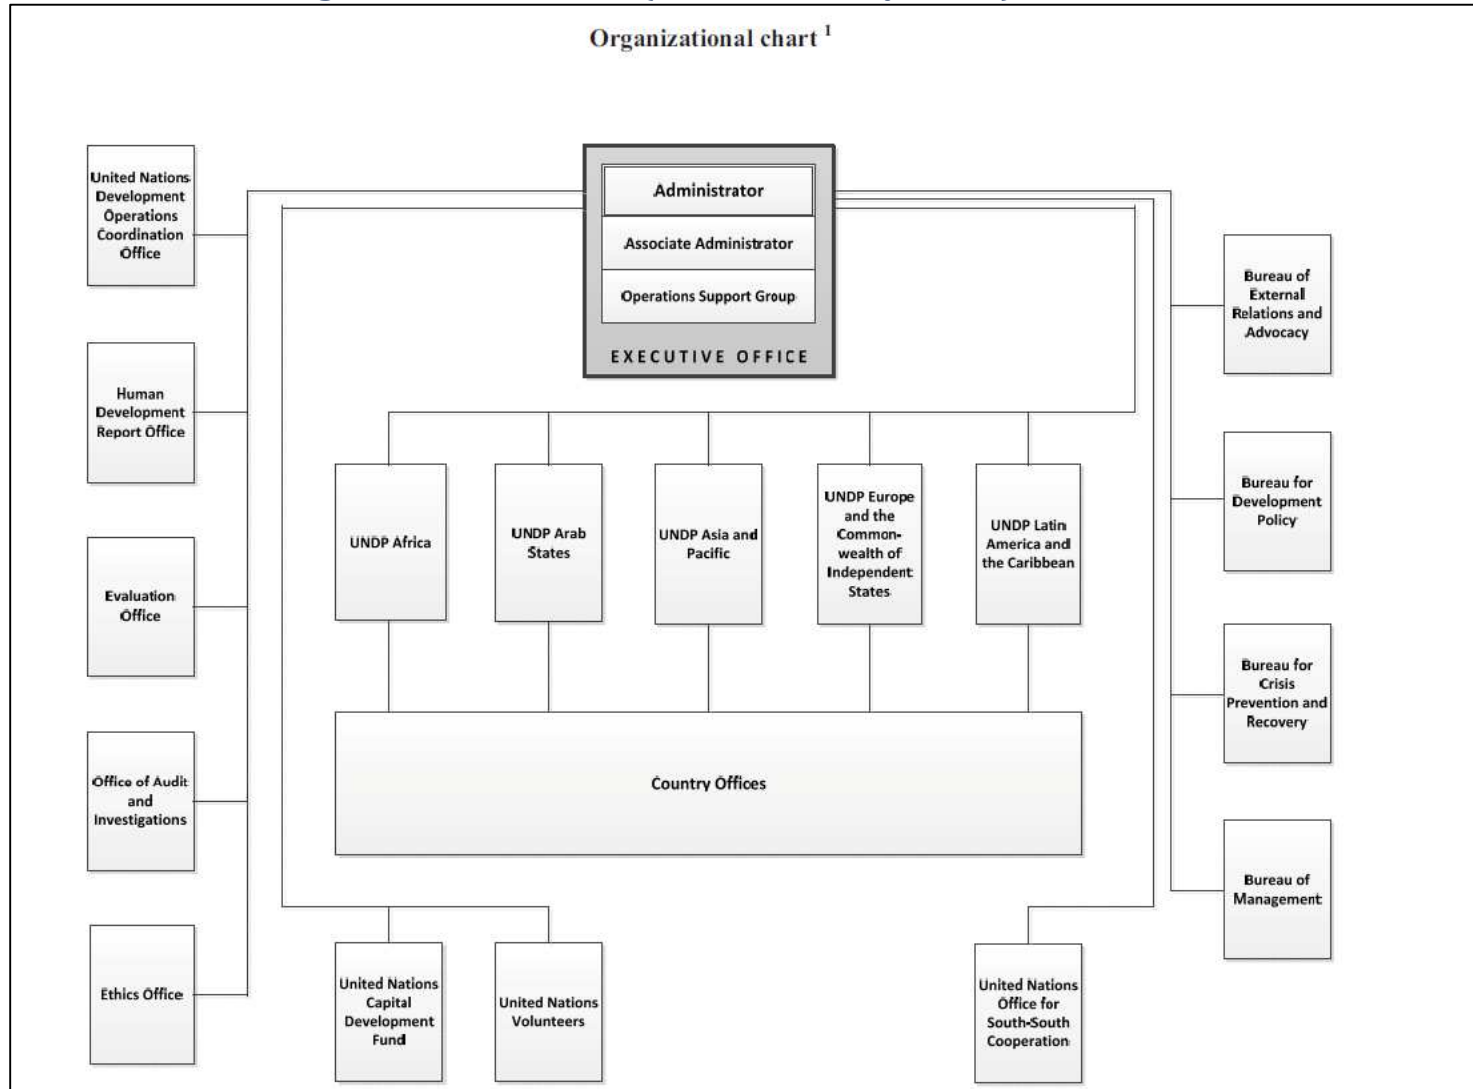 Organizational chart 1
United Nations
Development
Operations
Coordination
Office
Administrator
Associate Administrator
Operations Support Group
EXECUTIVE OFFICE
Bureau of
External
Relations and
Advocacy
Human
Development
Report Office
UNDP Africa
UNDP Arab
States
UNDP Asia and
Pacific
UNDP Europe
and the
Common-
wealth of
Independent
States
UNDP Latin
America and
the Caribbean
Bureau for
Development
Policy
Evaluation
Office
Bureau for
Crisis
Prevention and
Recovery
Office of Audit
and
Investigations
Country Offices
Bureau of
Management
Ethics Office
United Nations
Capital
Development
Fund
United Nations
Volunteers
United Nations
Office for
South-South
Cooperation